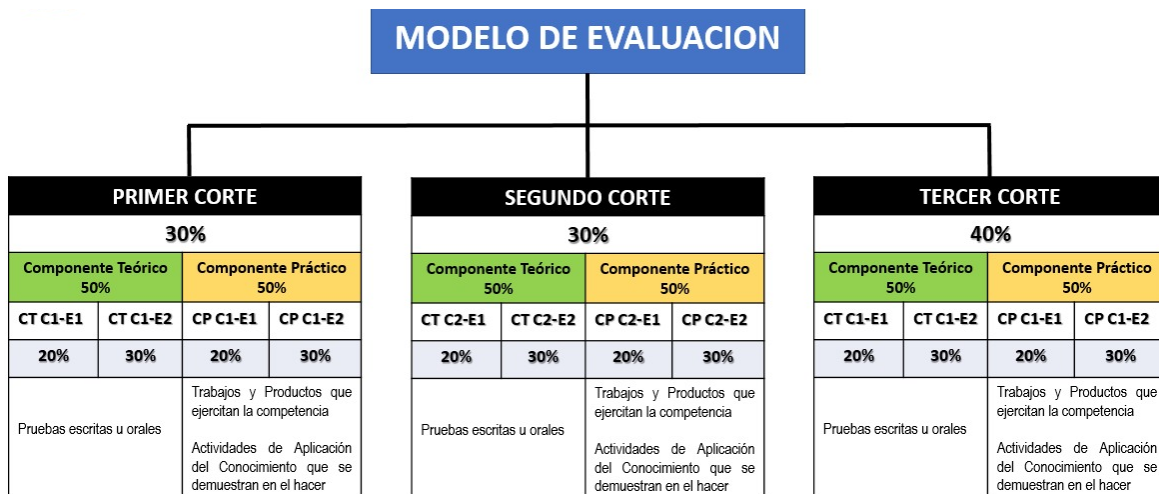 MODELO DE EVALUACION
PRIMER CORTE
30%
Componente Teórico
50%
Componente Práctico
50%
CT C1-E1 CT C1-E2 CP C1-E1 CP C1-E2
20% 30% 20% 30%
Pruebas escritas u orales
Trabajos y Productos que
ejercitan la competencia
Actividades de Aplicación
del Conocimiento que se
demuestran en el hacer
SEGUNDO CORTE
30%
Componente Teórico
50%
Componente Práctico
50%
CT C2-E1 CT C2-E2 CP C2-E1 CP C2-E2
20% 30% 20% 30%
Pruebas escritas u orales
Trabajos y Productos que
ejercitan la competencia
Actividades de Aplicación
del Conocimiento que se
demuestran en el hacer
TERCER CORTE
40%
Componente Teórico
50%
Componente Práctico
50%
CT C1-E1 CT C1-E2 CP C1-E1 CP C1-E2
20% 30% 20% 30%
Pruebas escritas u orales
Trabajos y Productos que
ejercitan la competencia
Actividades de Aplicación
del Conocimiento que se
demuestran en el hacer